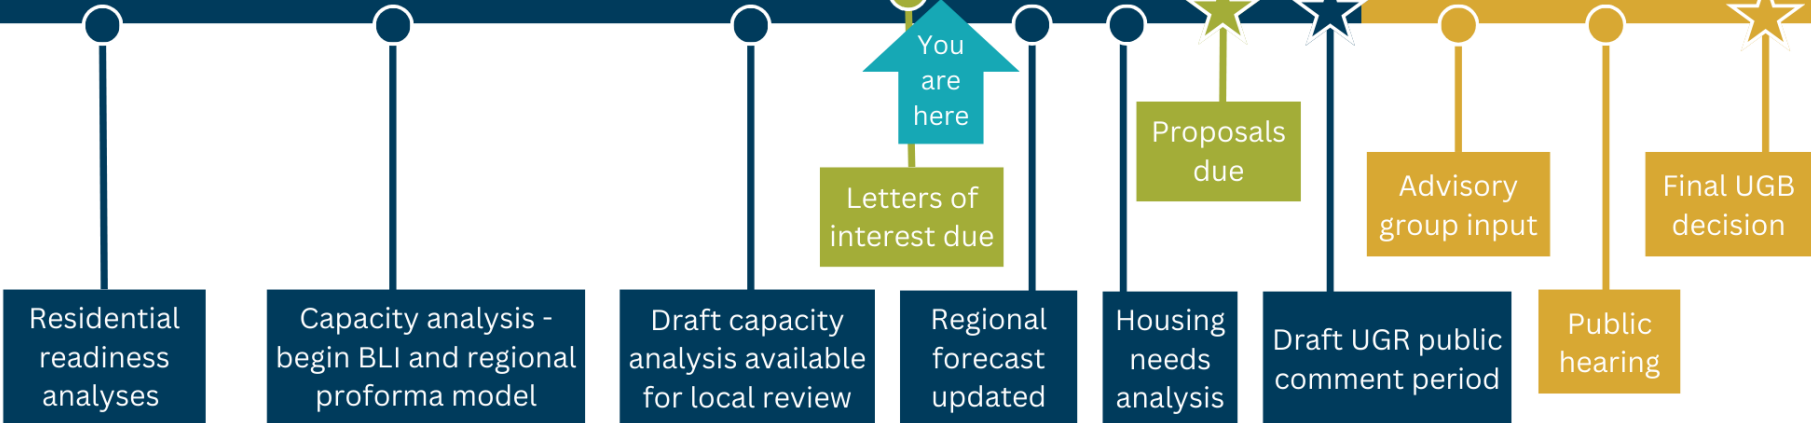 You
are
here
Proposals
due
Letters of
interest due
Advisory
group input
Final UGB
decision
Residential
readiness
analyses
Capacity analysis -
begin BLI and regional
proforma model
Draft capacity
analysis available
for local review
Regional
forecast
updated
Housing
needs
analysis
Draft UGR public
comment period
Public
hearing